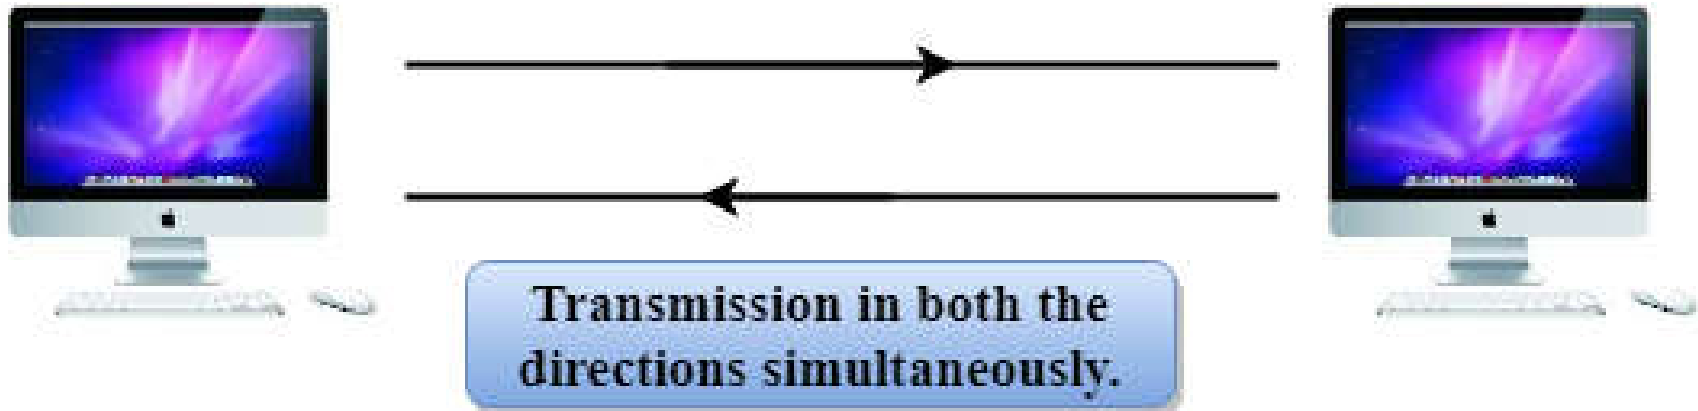 Transmission in both the
directions simultaneously.